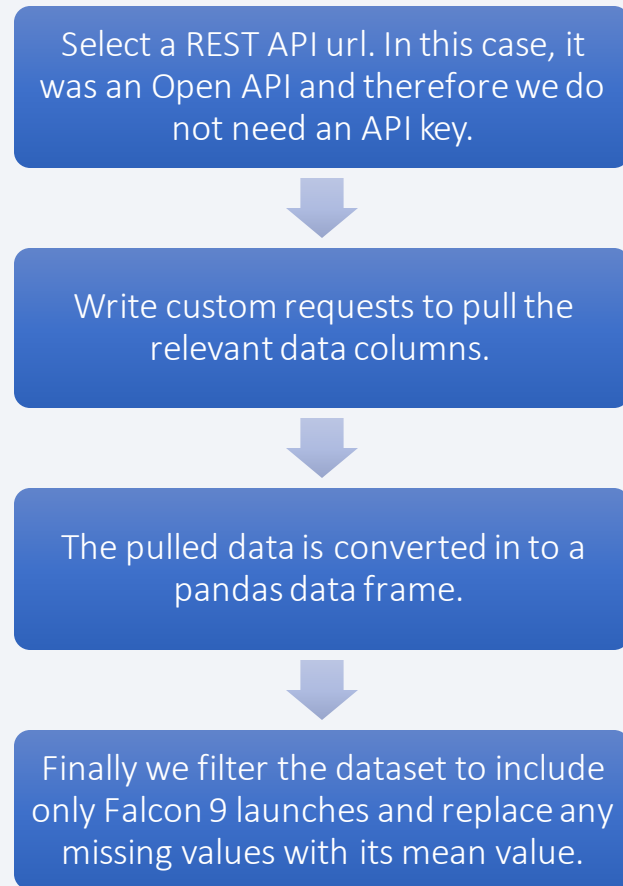 Select a REST API url. In this case, it
was an Open API and therefore we do
not need an API key.
Write custom requests to pull the
relevant data columns.
The pulled data is converted in to a
pandas data frame.
Finally we filter the dataset to include
only Falcon 9 launches and replace any
missing values with its mean value.